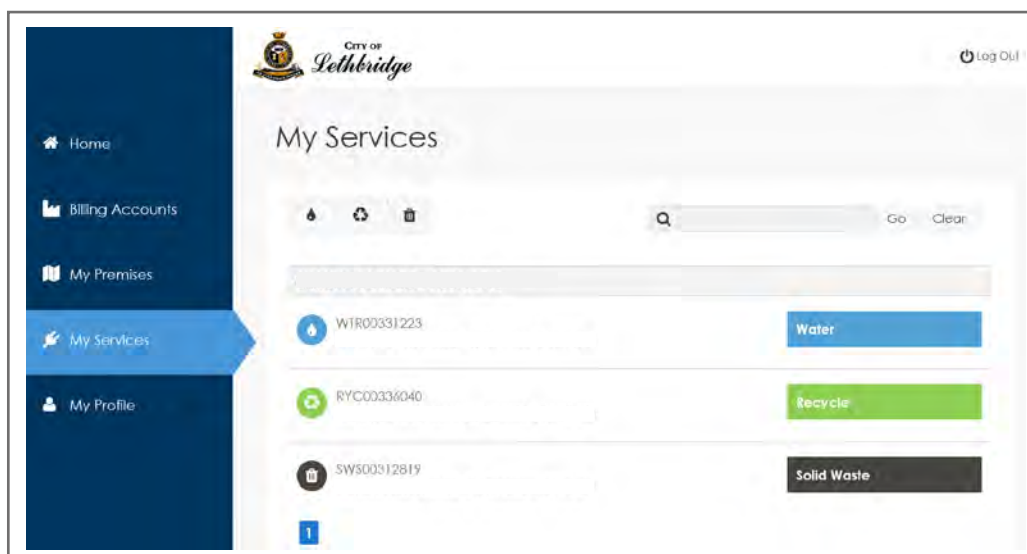 CITY OF
Lethbridge
Log Out
Home
My Services
Billing Accounts
Go
Clear
My Premises
WTR00331223
Water
My Services
RYC00336040
Recycle
My Profile
SWS00312819
Solid Waste
1